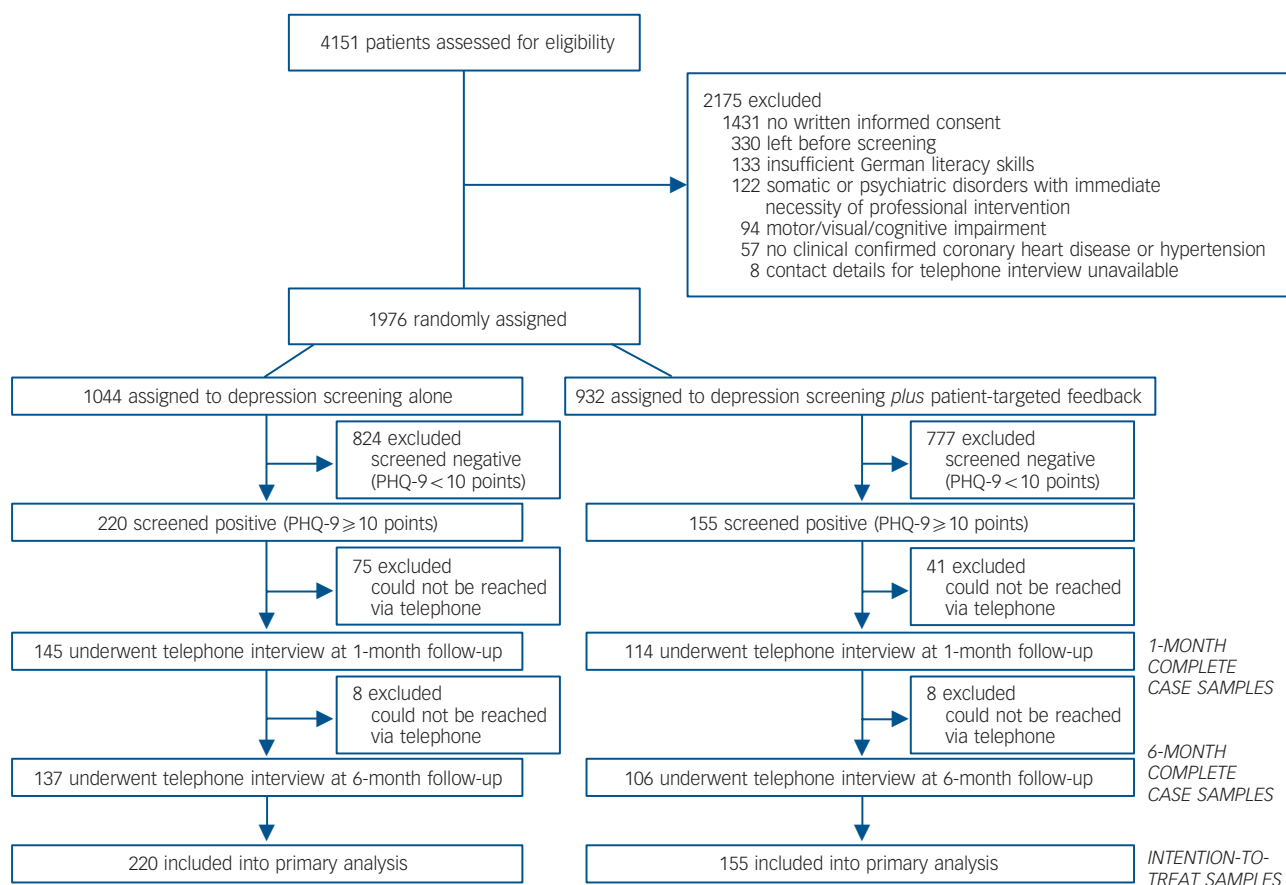 4151 patients assessed for eligibility
2175 excluded
1431 no written informed consent
330 left before screening
133 insufficient German literacy skills
122 somatic or psychiatric disorders with immediate
necessity of professional intervention
94 motor/visual/cognitive impairment
57 no clinical confirmed coronary heart disease or hypertension
8 contact details for telephone interview unavailable
1976 randomly assigned
1044 assigned to depression screening alone
932 assigned to depression screening plus patient-targeted feedback
824 excluded
screened negative
(PHQ-9 < 10 points)
777 excluded
screened negative
(PHQ-9 < 10 points)
220 screened positive (PHQ-9 ⩾ 10 points)
155 screened positive (PHQ-9 ⩾ 10 points)
75 excluded
could not be reached
via telephone
41 excluded
could not be reached
via telephone
145 underwent telephone interview at 1-month follow-up
114 underwent telephone interview at 1-month follow-up
1-MONTH
COMPLETE
CASE SAMPLES
8 excluded
could not be reached
via telephone
8 excluded
could not be reached
via telephone
137 underwent telephone interview at 6-month follow-up
106 underwent telephone interview at 6-month follow-up
6-MONTH
COMPLETE
CASE SAMPLES
220 included into primary analysis
155 included into primary analysis
INTENTION-TO-
TREAT SAMPLES